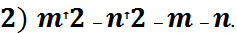 2) m↑2 – n↑2 – m – n.